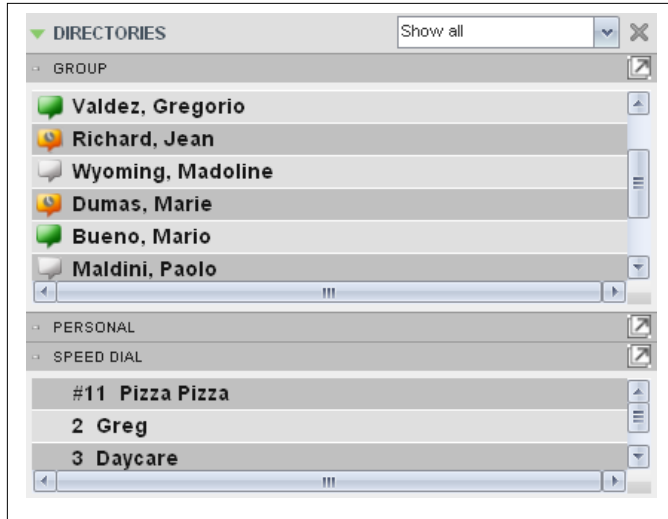 DIRECTORIES Show all
GROUP
Valdez, Gregorio
Richard, Jean
Wyoming, Madoline
Dumas, Marie
Bueno, Mario
Maldini, Paolo
PERSONAL
SPEED DIAL
#11 Pizza Pizza
2 Greg
3 Daycare